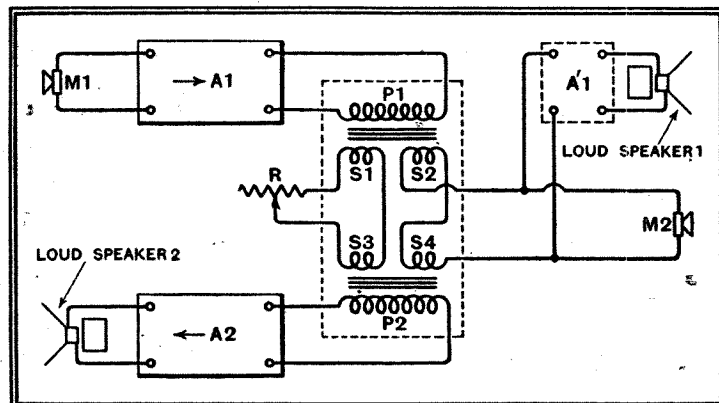 M1
A1
P1
A'1
LOUD SPEAKER 1
S1
S2
R
M2
S3
S4
LOUD SPEAKER 2
A2
P2